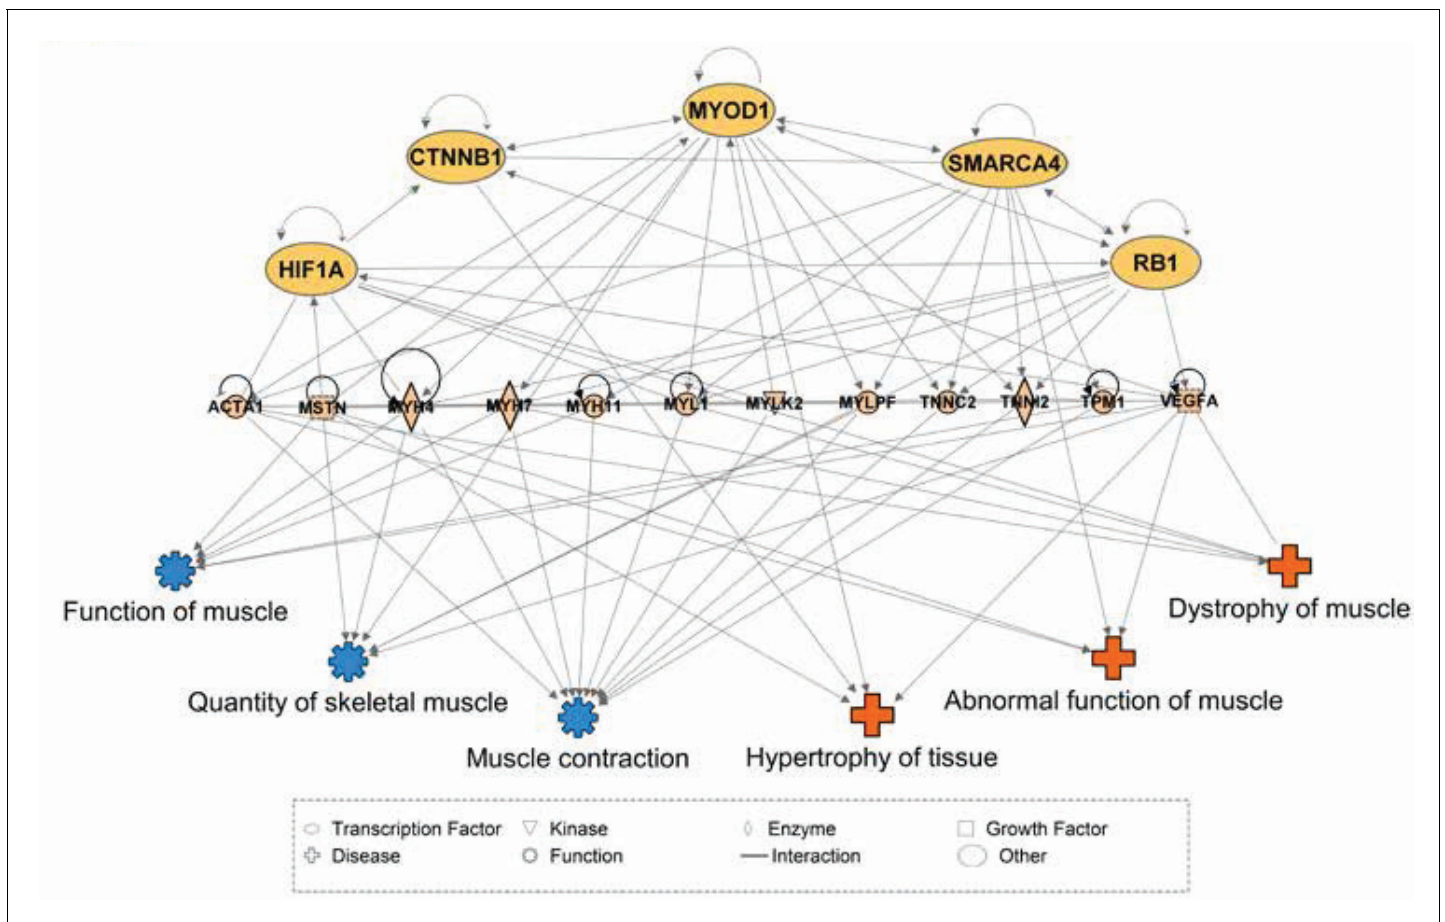 MYOD1
CTNNB1
SMARCA4
HIF1A
RB1
ACTA1 MSTN MYH4 MYH7 MYH11 MYL1 MYLK2 MYLPF TNNC2 TNNI2 TPM1 VEGFA
Function of muscle
Dystrophy of muscle
Quantity of skeletal muscle
Abnormal function of muscle
Muscle contraction
Hypertrophy of tissue
Transcription Factor Kinase Enzyme Growth Factor
Disease Function Interaction Other